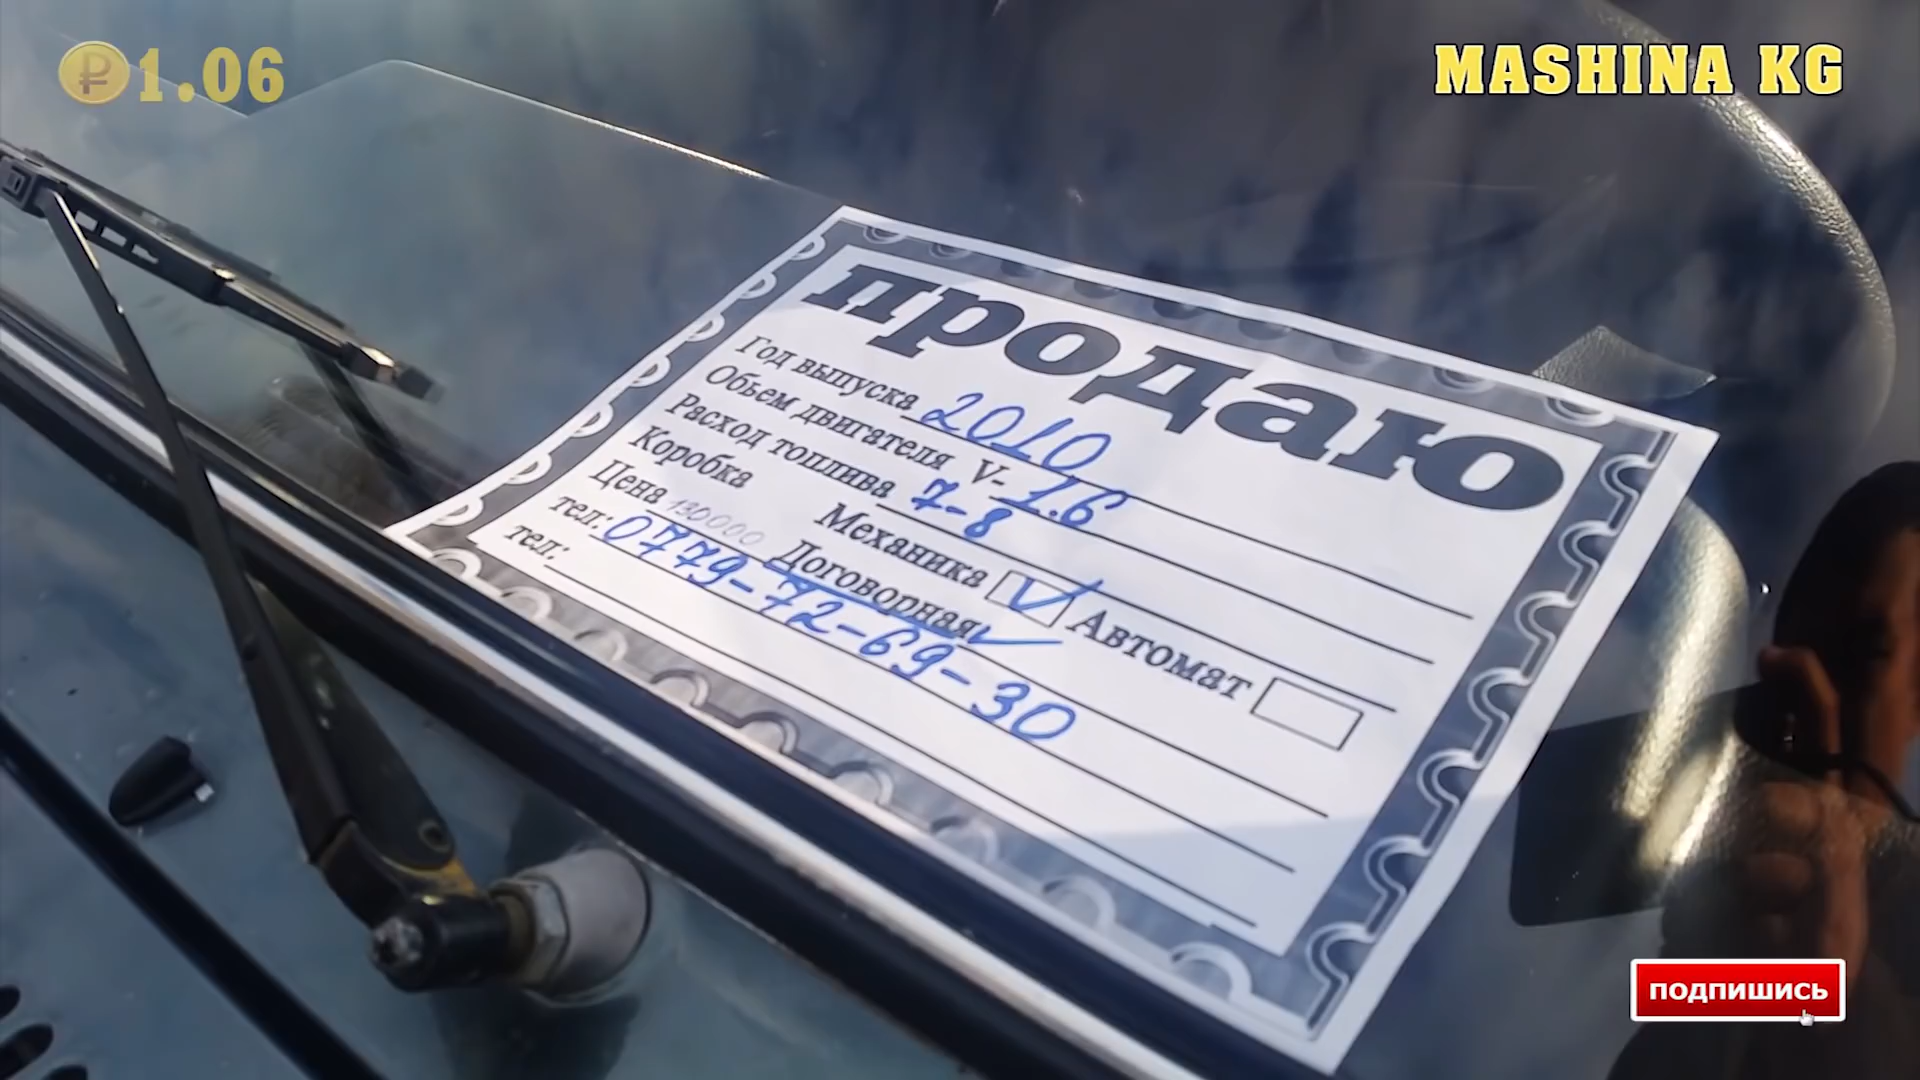 ₽1.06
MASHINA KG
продаю
Год выпуска 2010
Обьем двигателя V- 1.6
Расход топлива 7-8
Коробка Механика V Автомат
Цена 130000 Договорная
тел.: 0779-72-69-30
тел.:
ПОДПИШИСЬ